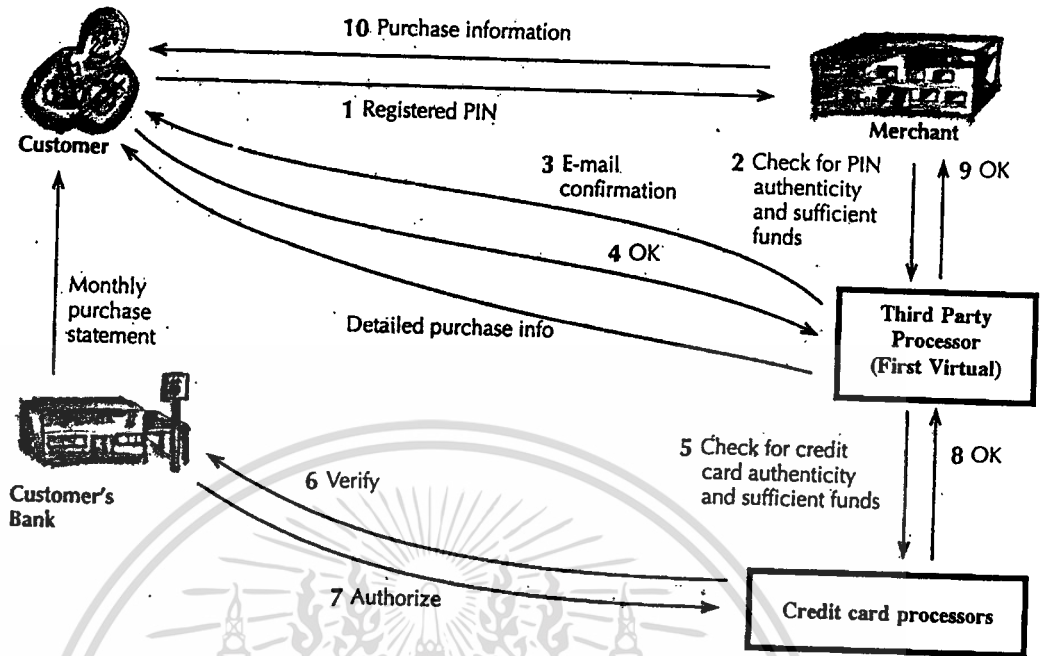 10 Purchase information
1 Registered PIN
Customer
Merchant
3 E-mail
confirmation
2 Check for PIN
authenticity
and sufficient
funds
9 OK
4 OK
Monthly
purchase
statement
Detailed purchase info
Third Party
Processor
(First Virtual)
5 Check for credit
card authenticity
and sufficient funds
8 OK
6 Verify
Customer's
Bank
7 Authorize
Credit card processors